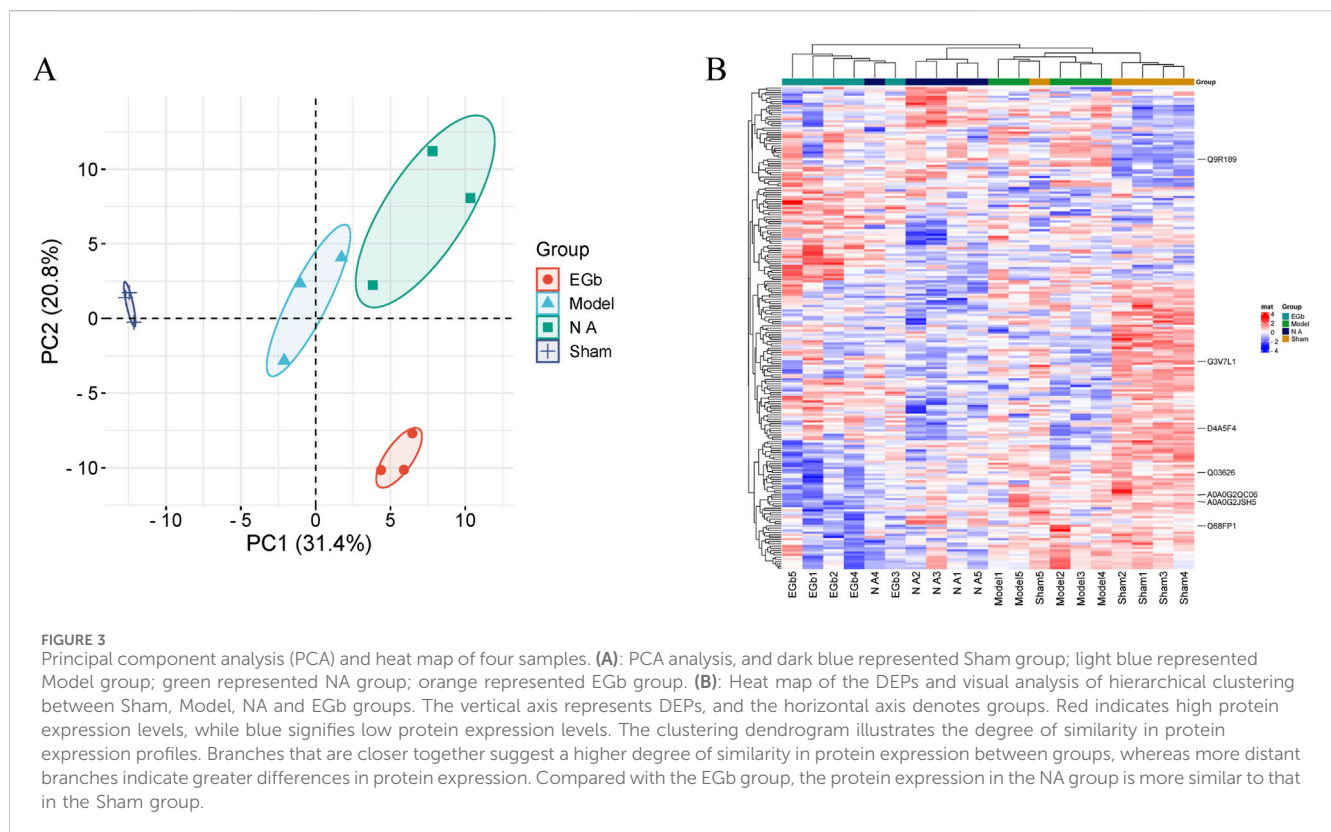 A
PC2 (20.8%)
10
5
0
- 5
- 10
-10
- 5
0
5
10
PC1 (31.4%)
Group
EGb
Model
N A
Sham
B
Group
Q9R189
G3V7L1
D4A5F4
Q03626
A0A0G2QC06
A0A0G2JSH5
Q68FP1
mat
4
2
0
- 2
- 4
Group
EGb
Model
N A
Sham
EGb5
EGb1
EGb2
EGb4
N A4
EGb3
N A2
N A3
N A1
N A5
Model1
Model5
Sham5
Model2
Model3
Model4
Sham2
Sham1
Sham3
Sham4
FIGURE 3
Principal component analysis (PCA) and heat map of four samples. (A): PCA analysis, and dark blue represented Sham group; light blue represented
Model group; green represented NA group; orange represented EGb group. (B): Heat map of the DEPs and visual analysis of hierarchical clustering
between Sham, Model, NA and EGb groups. The vertical axis represents DEPs, and the horizontal axis denotes groups. Red indicates high protein
expression levels, while blue signifies low protein expression levels. The clustering dendrogram illustrates the degree of similarity in protein
expression profiles. Branches that are closer together suggest a higher degree of similarity in protein expression between groups, whereas more distant
branches indicate greater differences in protein expression. Compared with the EGb group, the protein expression in the NA group is more similar to that
in the Sham group.